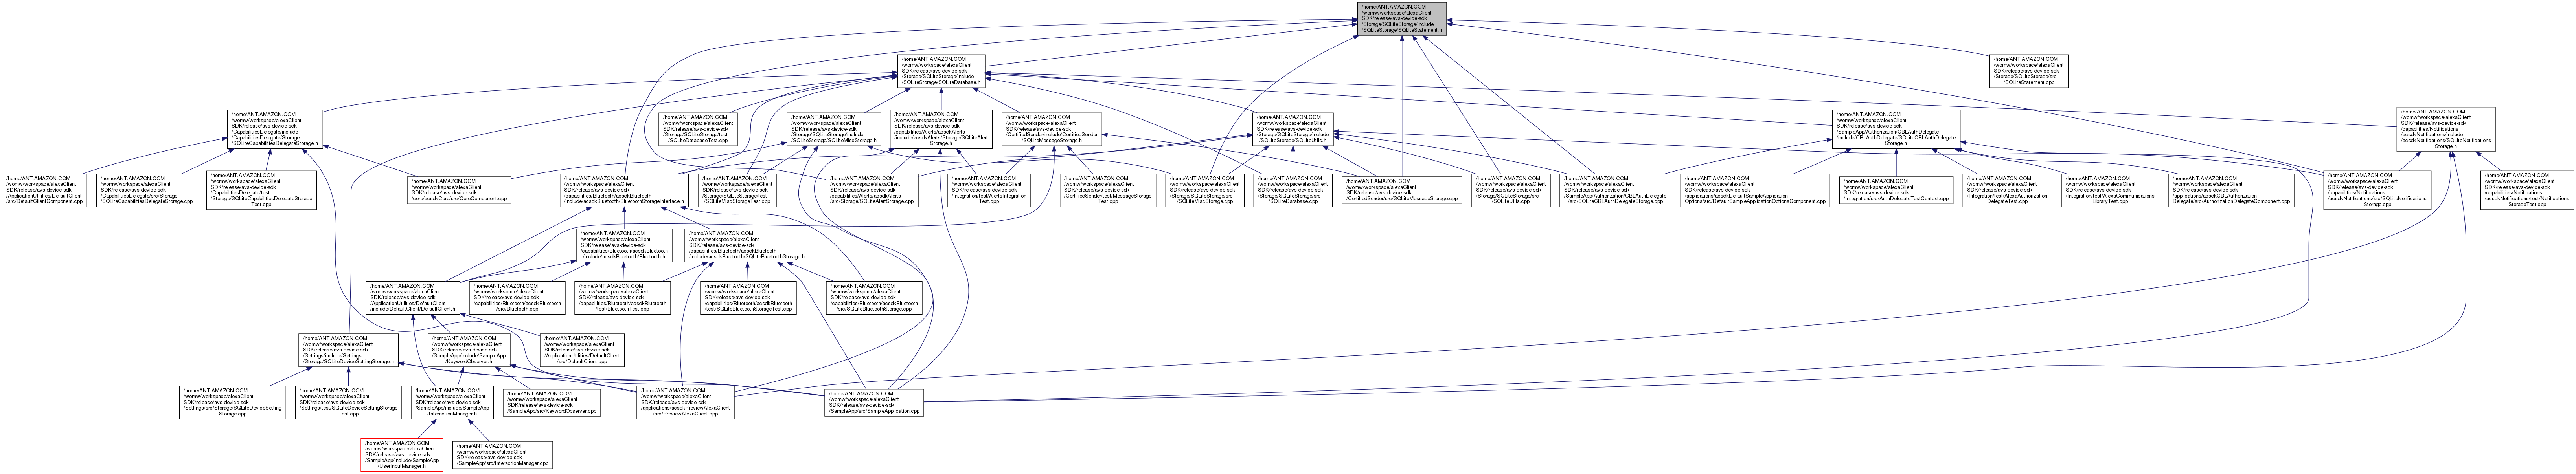 /home/ANT.AMAZON.COM
/womw/workspace/alexaClient
SDK/release/avs-device-sdk
/Storage/SQLiteStorage/include
/SQLiteStorage/SQLiteStatement.h
/home/ANT.AMAZON.COM
/womw/workspace/alexaClient
SDK/release/avs-device-sdk
/Storage/SQLiteStorage/include
/SQLiteStorage/SQLiteDatabase.h
/home/ANT.AMAZON.COM
/womw/workspace/alexaClient
SDK/release/avs-device-sdk
/Storage/SQLiteStorage/src
/SQLiteStatement.cpp
/home/ANT.AMAZON.COM
/womw/workspace/alexaClient
SDK/release/avs-device-sdk
/CapabilitiesDelegate/include
/CapabilitiesDelegate/Storage
/SQLiteCapabilitiesDelegateStorage.h
/home/ANT.AMAZON.COM
/womw/workspace/alexaClient
SDK/release/avs-device-sdk
/Storage/SQLiteStorage/test
/SQLiteDatabaseTest.cpp
/home/ANT.AMAZON.COM
/womw/workspace/alexaClient
SDK/release/avs-device-sdk
/Storage/SQLiteStorage/include
/SQLiteStorage/SQLiteMiscStorage.h
/home/ANT.AMAZON.COM
/womw/workspace/alexaClient
SDK/release/avs-device-sdk
/capabilities/Alerts/acsdkAlerts
/include/acsdkAlerts/Storage/SQLiteAlert
Storage.h
/home/ANT.AMAZON.COM
/womw/workspace/alexaClient
SDK/release/avs-device-sdk
/CertifiedSender/include/CertifiedSender
/SQLiteMessageStorage.h
/home/ANT.AMAZON.COM
/womw/workspace/alexaClient
SDK/release/avs-device-sdk
/Storage/SQLiteStorage/include
/SQLiteStorage/SQLiteUtils.h
/home/ANT.AMAZON.COM
/womw/workspace/alexaClient
SDK/release/avs-device-sdk
/SampleApp/Authorization/CBLAuthDelegate
/include/CBLAuthDelegate/SQLiteCBLAuthDelegate
Storage.h
/home/ANT.AMAZON.COM
/womw/workspace/alexaClient
SDK/release/avs-device-sdk
/capabilities/Notifications
/acsdkNotifications/include
/acsdkNotifications/SQLiteNotifications
Storage.h
/home/ANT.AMAZON.COM
/womw/workspace/alexaClient
SDK/release/avs-device-sdk
/ApplicationUtilities/DefaultClient
/src/DefaultClientComponent.cpp
/home/ANT.AMAZON.COM
/womw/workspace/alexaClient
SDK/release/avs-device-sdk
/CapabilitiesDelegate/src/Storage
/SQLiteCapabilitiesDelegateStorage.cpp
/home/ANT.AMAZON.COM
/womw/workspace/alexaClient
SDK/release/avs-device-sdk
/CapabilitiesDelegate/test
/Storage/SQLiteCapabilitiesDelegateStorage
Test.cpp
/home/ANT.AMAZON.COM
/womw/workspace/alexaClient
SDK/release/avs-device-sdk
/core/acsdkCore/src/CoreComponent.cpp
/home/ANT.AMAZON.COM
/womw/workspace/alexaClient
SDK/release/avs-device-sdk
/capabilities/Bluetooth/acsdkBluetooth
/include/acsdkBluetooth/BluetoothStorageInterface.h
/home/ANT.AMAZON.COM
/womw/workspace/alexaClient
SDK/release/avs-device-sdk
/Storage/SQLiteStorage/test
/SQLiteMiscStorageTest.cpp
/home/ANT.AMAZON.COM
/womw/workspace/alexaClient
SDK/release/avs-device-sdk
/capabilities/Alerts/acsdkAlerts
/src/Storage/SQLiteAlertStorage.cpp
/home/ANT.AMAZON.COM
/womw/workspace/alexaClient
SDK/release/avs-device-sdk
/Integration/test/AlertsIntegration
Test.cpp
/home/ANT.AMAZON.COM
/womw/workspace/alexaClient
SDK/release/avs-device-sdk
/CertifiedSender/test/MessageStorage
Test.cpp
/home/ANT.AMAZON.COM
/womw/workspace/alexaClient
SDK/release/avs-device-sdk
/Storage/SQLiteStorage/src
/SQLiteMiscStorage.cpp
/home/ANT.AMAZON.COM
/womw/workspace/alexaClient
SDK/release/avs-device-sdk
/Storage/SQLiteStorage/src
/SQLiteDatabase.cpp
/home/ANT.AMAZON.COM
/womw/workspace/alexaClient
SDK/release/avs-device-sdk
/CertifiedSender/src/SQLiteMessageStorage.cpp
/home/ANT.AMAZON.COM
/womw/workspace/alexaClient
SDK/release/avs-device-sdk
/Storage/SQLiteStorage/src
/SQLiteUtils.cpp
/home/ANT.AMAZON.COM
/womw/workspace/alexaClient
SDK/release/avs-device-sdk
/SampleApp/Authorization/CBLAuthDelegate
/src/SQLiteCBLAuthDelegateStorage.cpp
/home/ANT.AMAZON.COM
/womw/workspace/alexaClient
SDK/release/avs-device-sdk
/applications/acsdkDefaultSampleApplication
Options/src/DefaultSampleApplicationOptionsComponent.cpp
/home/ANT.AMAZON.COM
/womw/workspace/alexaClient
SDK/release/avs-device-sdk
/Integration/src/AuthDelegateTestContext.cpp
/home/ANT.AMAZON.COM
/womw/workspace/alexaClient
SDK/release/avs-device-sdk
/Integration/test/AlexaAuthorization
DelegateTest.cpp
/home/ANT.AMAZON.COM
/womw/workspace/alexaClient
SDK/release/avs-device-sdk
/Integration/test/AlexaCommunications
LibraryTest.cpp
/home/ANT.AMAZON.COM
/womw/workspace/alexaClient
SDK/release/avs-device-sdk
/applications/acsdkCBLAuthorization
Delegate/src/AuthorizationDelegateComponent.cpp
/home/ANT.AMAZON.COM
/womw/workspace/alexaClient
SDK/release/avs-device-sdk
/capabilities/Notifications
/acsdkNotifications/src/SQLiteNotifications
Storage.cpp
/home/ANT.AMAZON.COM
/womw/workspace/alexaClient
SDK/release/avs-device-sdk
/capabilities/Notifications
/acsdkNotifications/test/Notifications
StorageTest.cpp
/home/ANT.AMAZON.COM
/womw/workspace/alexaClient
SDK/release/avs-device-sdk
/capabilities/Bluetooth/acsdkBluetooth
/include/acsdkBluetooth/Bluetooth.h
/home/ANT.AMAZON.COM
/womw/workspace/alexaClient
SDK/release/avs-device-sdk
/capabilities/Bluetooth/acsdkBluetooth
/include/acsdkBluetooth/SQLiteBluetoothStorage.h
/home/ANT.AMAZON.COM
/womw/workspace/alexaClient
SDK/release/avs-device-sdk
/ApplicationUtilities/DefaultClient
/include/DefaultClient/DefaultClient.h
/home/ANT.AMAZON.COM
/womw/workspace/alexaClient
SDK/release/avs-device-sdk
/capabilities/Bluetooth/acsdkBluetooth
/src/Bluetooth.cpp
/home/ANT.AMAZON.COM
/womw/workspace/alexaClient
SDK/release/avs-device-sdk
/capabilities/Bluetooth/acsdkBluetooth
/test/BluetoothTest.cpp
/home/ANT.AMAZON.COM
/womw/workspace/alexaClient
SDK/release/avs-device-sdk
/capabilities/Bluetooth/acsdkBluetooth
/test/SQLiteBluetoothStorageTest.cpp
/home/ANT.AMAZON.COM
/womw/workspace/alexaClient
SDK/release/avs-device-sdk
/capabilities/Bluetooth/acsdkBluetooth
/src/SQLiteBluetoothStorage.cpp
/home/ANT.AMAZON.COM
/womw/workspace/alexaClient
SDK/release/avs-device-sdk
/Settings/include/Settings
/Storage/SQLiteDeviceSettingStorage.h
/home/ANT.AMAZON.COM
/womw/workspace/alexaClient
SDK/release/avs-device-sdk
/SampleApp/include/SampleApp
/KeywordObserver.h
/home/ANT.AMAZON.COM
/womw/workspace/alexaClient
SDK/release/avs-device-sdk
/ApplicationUtilities/DefaultClient
/src/DefaultClient.cpp
/home/ANT.AMAZON.COM
/womw/workspace/alexaClient
SDK/release/avs-device-sdk
/Settings/src/Storage/SQLiteDeviceSetting
Storage.cpp
/home/ANT.AMAZON.COM
/womw/workspace/alexaClient
SDK/release/avs-device-sdk
/Settings/test/SQLiteDeviceSettingStorage
Test.cpp
/home/ANT.AMAZON.COM
/womw/workspace/alexaClient
SDK/release/avs-device-sdk
/SampleApp/include/SampleApp
/InteractionManager.h
/home/ANT.AMAZON.COM
/womw/workspace/alexaClient
SDK/release/avs-device-sdk
/SampleApp/src/KeywordObserver.cpp
/home/ANT.AMAZON.COM
/womw/workspace/alexaClient
SDK/release/avs-device-sdk
/applications/acsdkPreviewAlexaClient
/src/PreviewAlexaClient.cpp
/home/ANT.AMAZON.COM
/womw/workspace/alexaClient
SDK/release/avs-device-sdk
/SampleApp/src/SampleApplication.cpp
/home/ANT.AMAZON.COM
/womw/workspace/alexaClient
SDK/release/avs-device-sdk
/SampleApp/include/SampleApp
/UserInputManager.h
/home/ANT.AMAZON.COM
/womw/workspace/alexaClient
SDK/release/avs-device-sdk
/SampleApp/src/InteractionManager.cpp